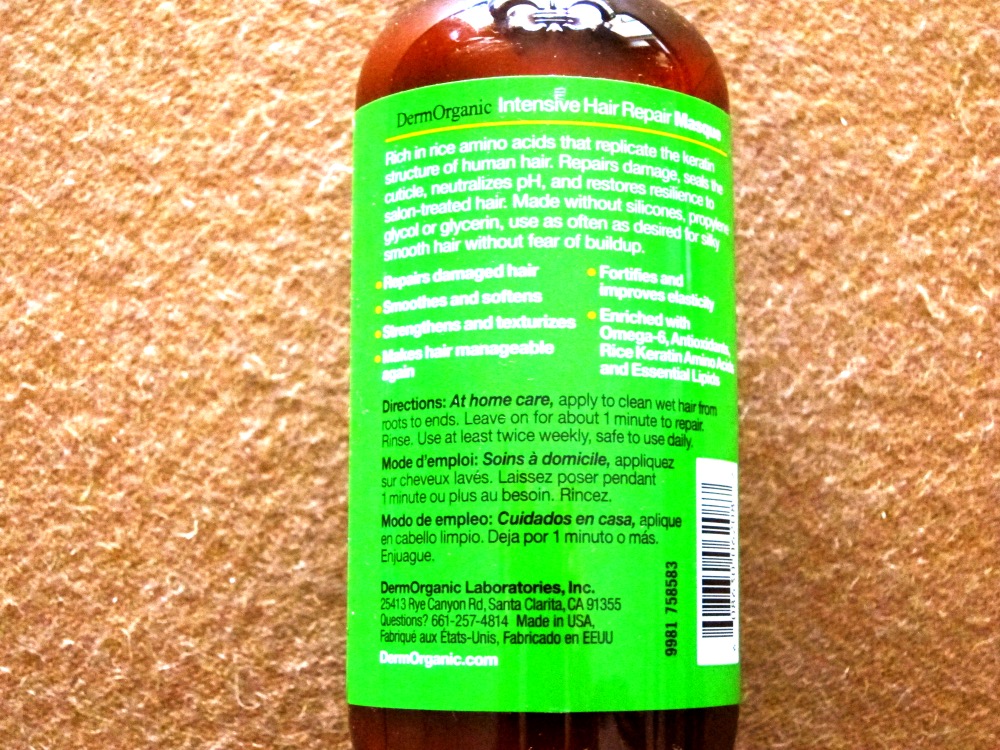 DermOrganic Intensive Hair Repair Masque
Rich in rice amino acids that replicate the keratin
structure of human hair. Repairs damage, seals the
cuticle, neutralizes pH, and restores resilience to
salon-treated hair. Made without silicones, propylene
glycol or glycerin, use as often as desired for silky
smooth hair without fear of buildup.
• Repairs damaged hair
• Smoothes and softens
• Strengthens and texturizes
• Makes hair manageable
again
• Fortifies and
improves elasticity
• Enriched with
Omega-6, Antioxidants,
Rice Keratin Amino Acids
and Essential Lipids
Directions: At home care, apply to clean wet hair from
roots to ends. Leave on for about 1 minute to repair.
Rinse. Use at least twice weekly, safe to use daily.
Mode d'emploi: Soins à domicile, appliquez
sur cheveux lavés. Laissez poser pendant
1 minute ou plus au besoin. Rincez.
Modo de empleo: Cuidados en casa, aplique
en cabello limpio. Deja por 1 minuto o más.
Enjuague.
DermOrganic Laboratories, Inc.
25413 Rye Canyon Rd, Santa Clarita, CA 91355
Questions? 661-257-4814 Made in USA,
Fabriqué aux États-Unis, Fabricado en EEUU
DermOrganic.com
9981 758583